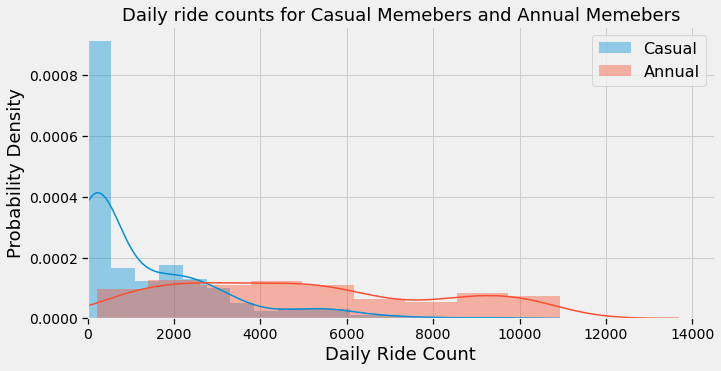 Daily ride counts for Casual Memebers and Annual Memebers
Casual
Annual
Probability Density
0.0008
0.0006
0.0004
0.0002
0.0000
0 2000 4000 6000 8000 10000 12000 14000
Daily Ride Count